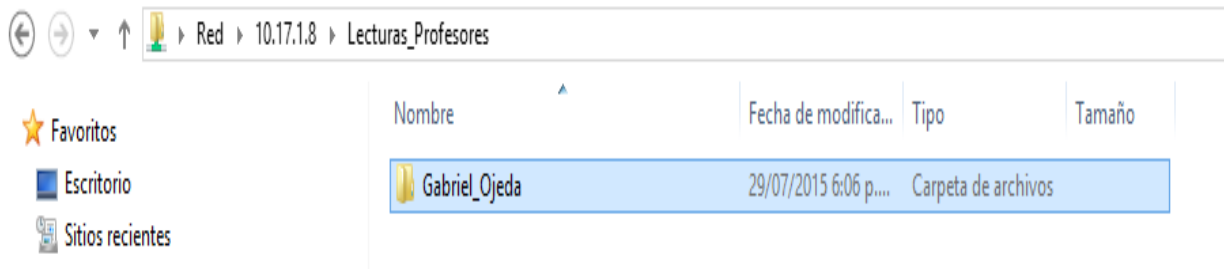 Red 10.17.1.8 Lecturas_Profesores
Favoritos
Escritorio
Sitios recientes
Nombre Fecha de modifica... Tipo Tamaño
Gabriel_Ojeda 29/07/2015 6:06 p.... Carpeta de archivos